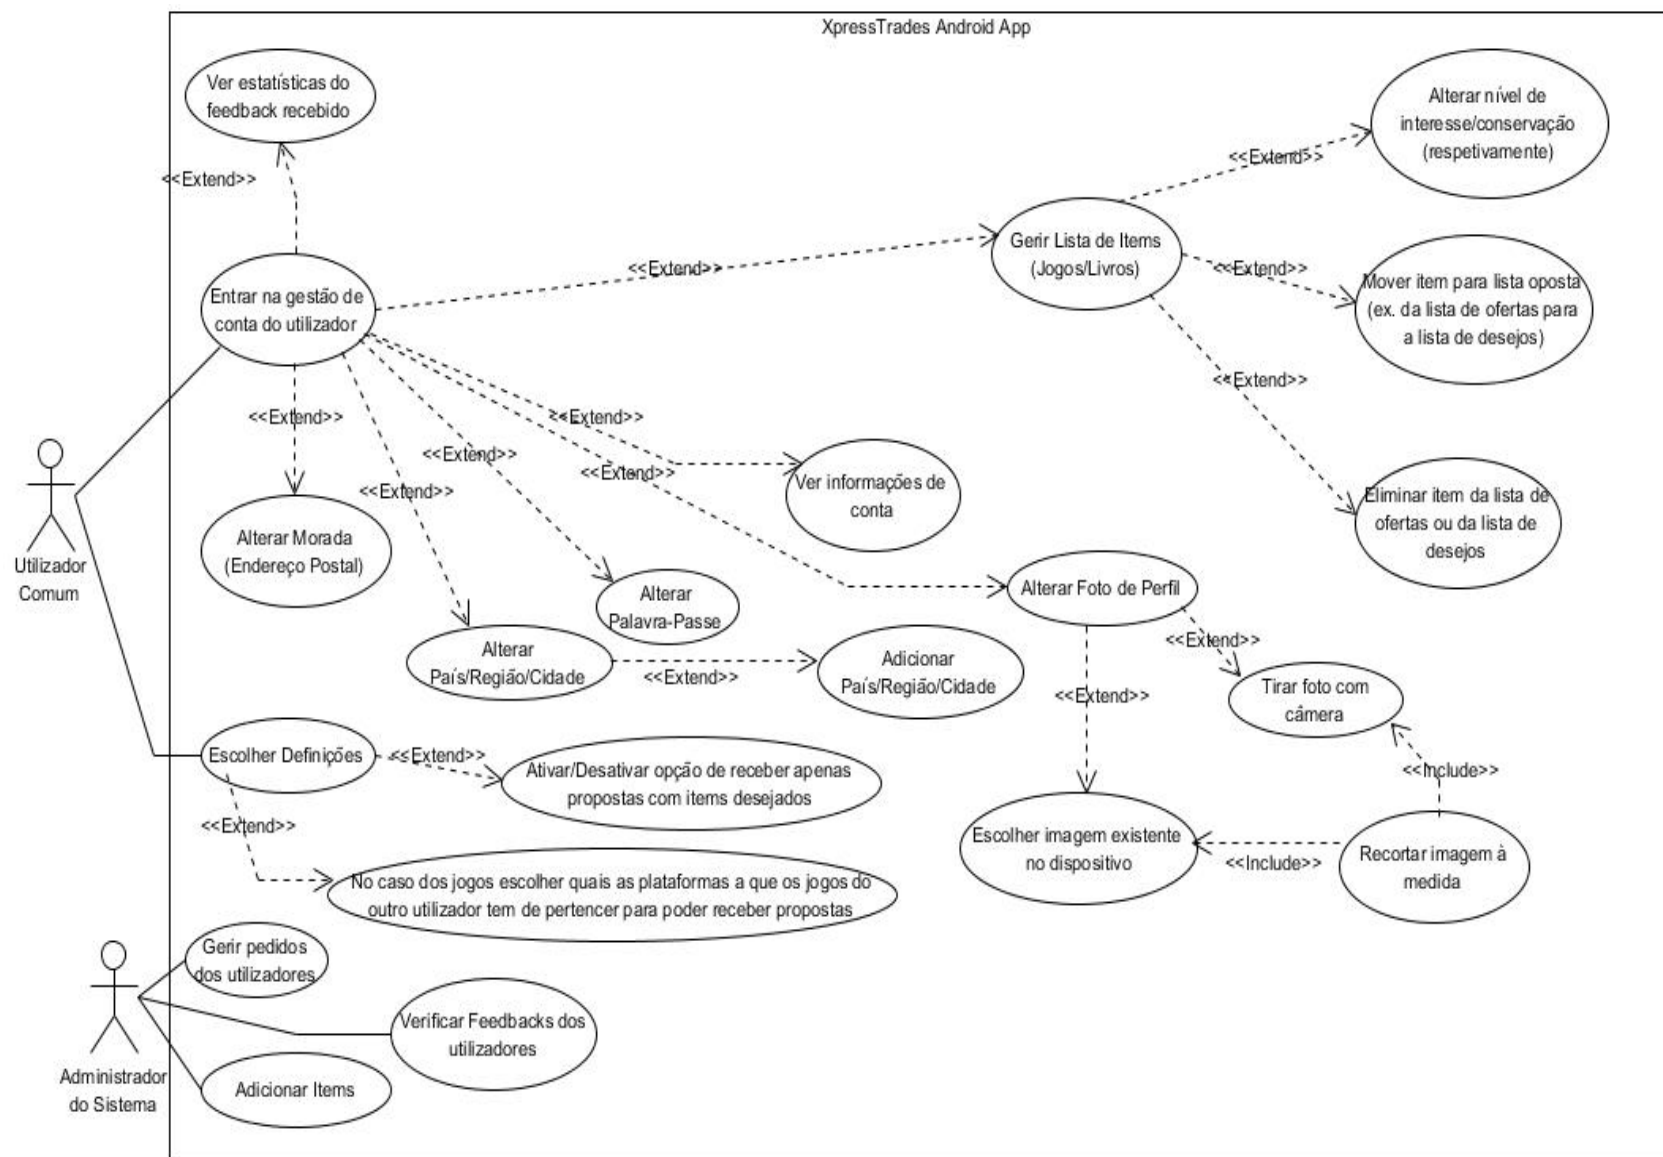 XpressTrades Android App
Ver estatísticas do
feedback recebido
<<Extend>>
Alterar nível de
interesse/conservação
(respetivamente)
<<Extend>>
Gerir Lista de Items
(Jogos/Livros)
<<Extend>>
<<Extend>>
Mover item para lista oposta
(ex. da lista de ofertas para
a lista de desejos)
Entrar na gestão de
conta do utilizador
<<Extend>>
<<Extend>>
<<Extend>>
<<Extend>>
<<Extend>>
<<Extend>>
Ver informações de
conta
Eliminar item da lista de
ofertas ou da lista de
desejos
Utilizador
Comum
Alterar Morada
(Endereço Postal)
Alterar
Palavra-Passe
Alterar Foto de Perfil
<<Extend>>
Alterar
País/Região/Cidade
<<Extend>>
Adicionar
País/Região/Cidade
<<Extend>>
Tirar foto com
câmera
Escolher Definições
<<Extend>>
Ativar/Desativar opção de receber apenas
propostas com items desejados
<<Include>>
<<Extend>>
Escolher imagem existente
no dispositivo
<<Include>>
Recortar imagem à
medida
No caso dos jogos escolher quais as plataformas a que os jogos do
outro utilizador tem de pertencer para poder receber propostas
Gerir pedidos
dos utilizadores
Verificar Feedbacks dos
utilizadores
Administrador
do Sistema
Adicionar Items